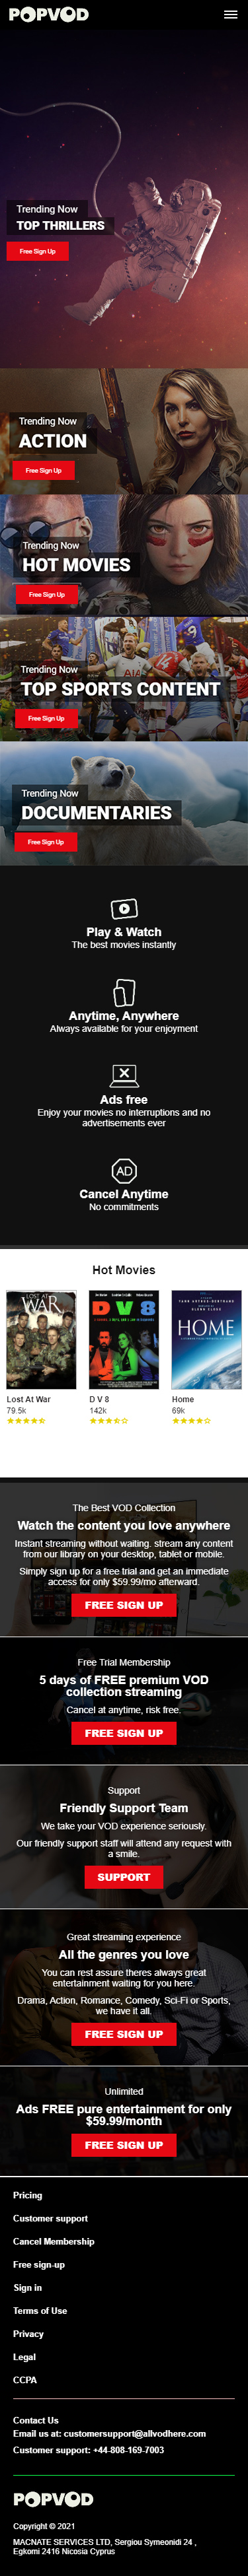 POPVOD
Trending Now
TOP THRILLERS
Free Sign Up
Trending Now
ACTION
Free Sign Up
Trending Now
HOT MOVIES
Free Sign Up
Trending Now
TOP SPORTS CONTENT
Free Sign Up
Trending Now
DOCUMENTARIES
Free Sign Up
Play & Watch
The best movies instantly
Anytime, Anywhere
Always available for your enjoyment
Ads free
Enjoy your movies no interruptions and no
advertisements ever
AD
Cancel Anytime
No commitments
Hot Movies
LOST AT
WAR
DV8
HOME
Lost At War
D V 8
Home
79.5k
142k
69k
The Best VOD Collection
Watch the content you love anywhere
Instant streaming without waiting. stream any content
from our library on your desktop, tablet or mobile.
Simply sign up for a free trial and get an immediate
access for only $59.99/mo afterward.
FREE SIGN UP
Free Trial Membership
5 days of FREE premium VOD
collection streaming
Cancel at anytime, risk free.
FREE SIGN UP
Support
Friendly Support Team
We take your VOD experience seriously.
Our friendly support staff will attend any request with
a smile.
SUPPORT
Great streaming experience
All the genres you love
You can rest assure theres always great
entertainment waiting for you here.
Drama, Action, Romance, Comedy, Sci-Fi or Sports,
we have it all.
FREE SIGN UP
Unlimited
Ads FREE pure entertainment for only
$59.99/month
FREE SIGN UP
Pricing
Customer support
Cancel Membership
Free sign-up
Sign in
Terms of Use
Privacy
Legal
CCPA
Contact Us
Email us at: customersupport@allvodhere.com
Customer support: +44-808-169-7003
POPVOD
Copyright © 2021
MACNATE SERVICES LTD, Sergiou Symeonidi 24 ,
Egkomi 2416 Nicosia Cyprus